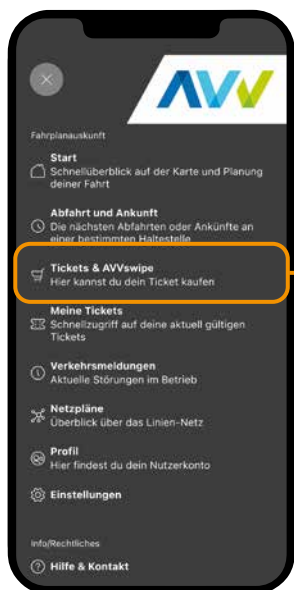 AVV
Fahrplanauskunft
Start
Schnellüberblick auf der Karte und Planung
deiner Fahrt
Abfahrt und Ankunft
Die nächsten Abfahrten oder Ankünfte an
einer bestimmten Haltestelle
Tickets & AVVswipe
Hier kannst du dein Ticket kaufen
Meine Tickets
Schnellzugriff auf deine aktuell gültigen
Tickets
Verkehrsmeldungen
Aktuelle Störungen im Betrieb
Netzpläne
Überblick über das Linien-Netz
Profil
Hier findest du dein Nutzerkonto
Einstellungen
Info/Rechtliches
Hilfe & Kontakt